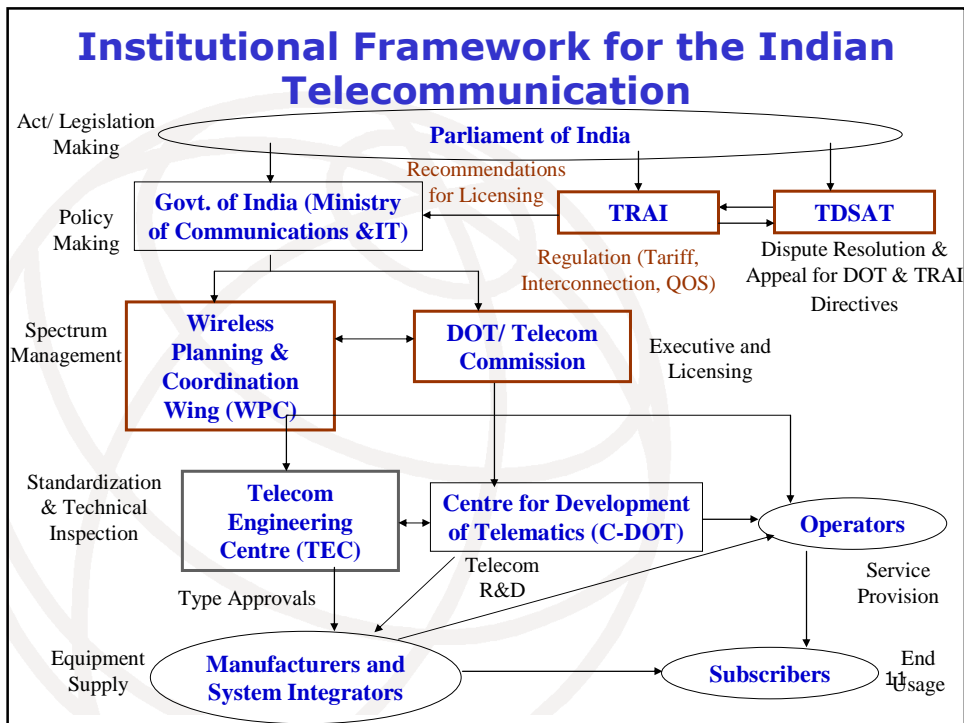 Institutional Framework for the Indian
Telecommunication
Act/ Legislation
Making
Parliament of India
Recommendations
for Licensing
Policy
Making
Govt. of India (Ministry
of Communications &IT)
TRAI
TDSAT
Regulation (Tariff,
Interconnection, QOS)
Dispute Resolution &
Appeal for DOT & TRAI
Directives
Spectrum
Management
Wireless
Planning &
Coordination
Wing (WPC)
DOT/ Telecom
Commission
Executive and
Licensing
Standardization
& Technical
Inspection
Telecom
Engineering
Centre (TEC)
Centre for Development
of Telematics (C-DOT)
Operators
Type Approvals
Telecom
R&D
Service
Provision
Equipment
Supply
Manufacturers and
System Integrators
Subscribers
End
Usage
11